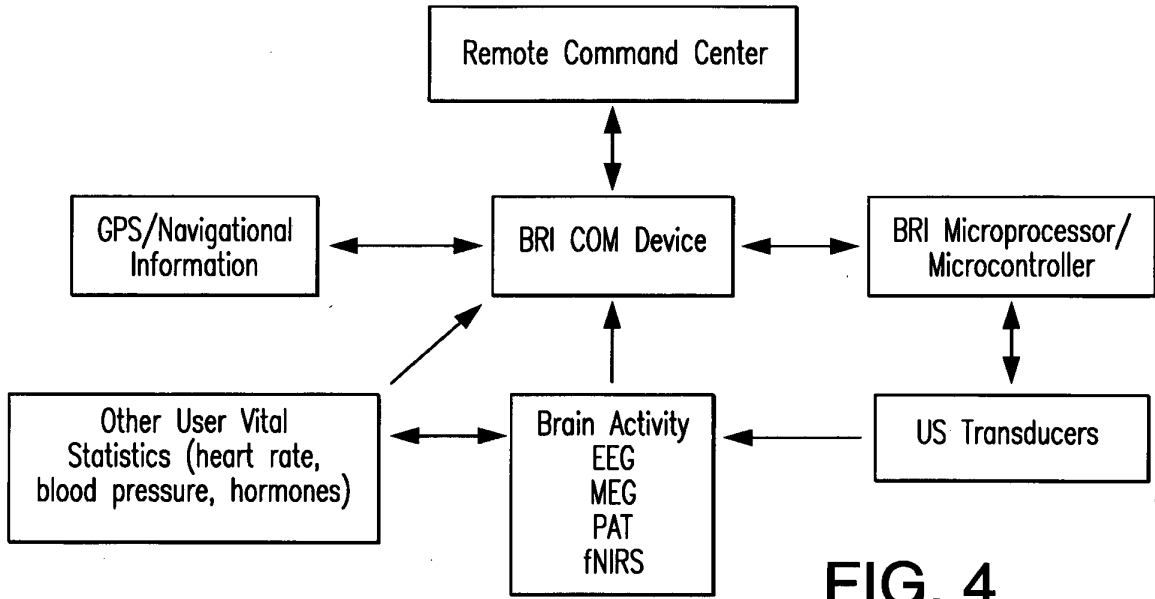 Remote Command Center
GPS/Navigational
Information
BRI COM Device
BRI Microprocessor/
Microcontroller
Other User Vital
Statistics (heart rate,
blood pressure, hormones)
Brain Activity
EEG
MEG
PAT
fNIRS
US Transducers
FIG. 4